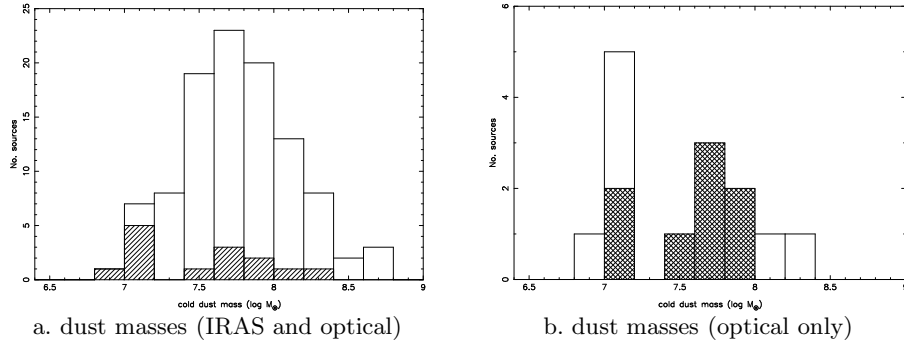 25
20
15
10
5
0
No. sources
6.5 7 7.5 8 8.5 9
cold dust mass (log M⊙)
a. dust masses (IRAS and optical)
6
4
2
0
No. sources
6.5 7 7.5 8 8.5 9
cold dust mass (log M⊙)
b. dust masses (optical only)